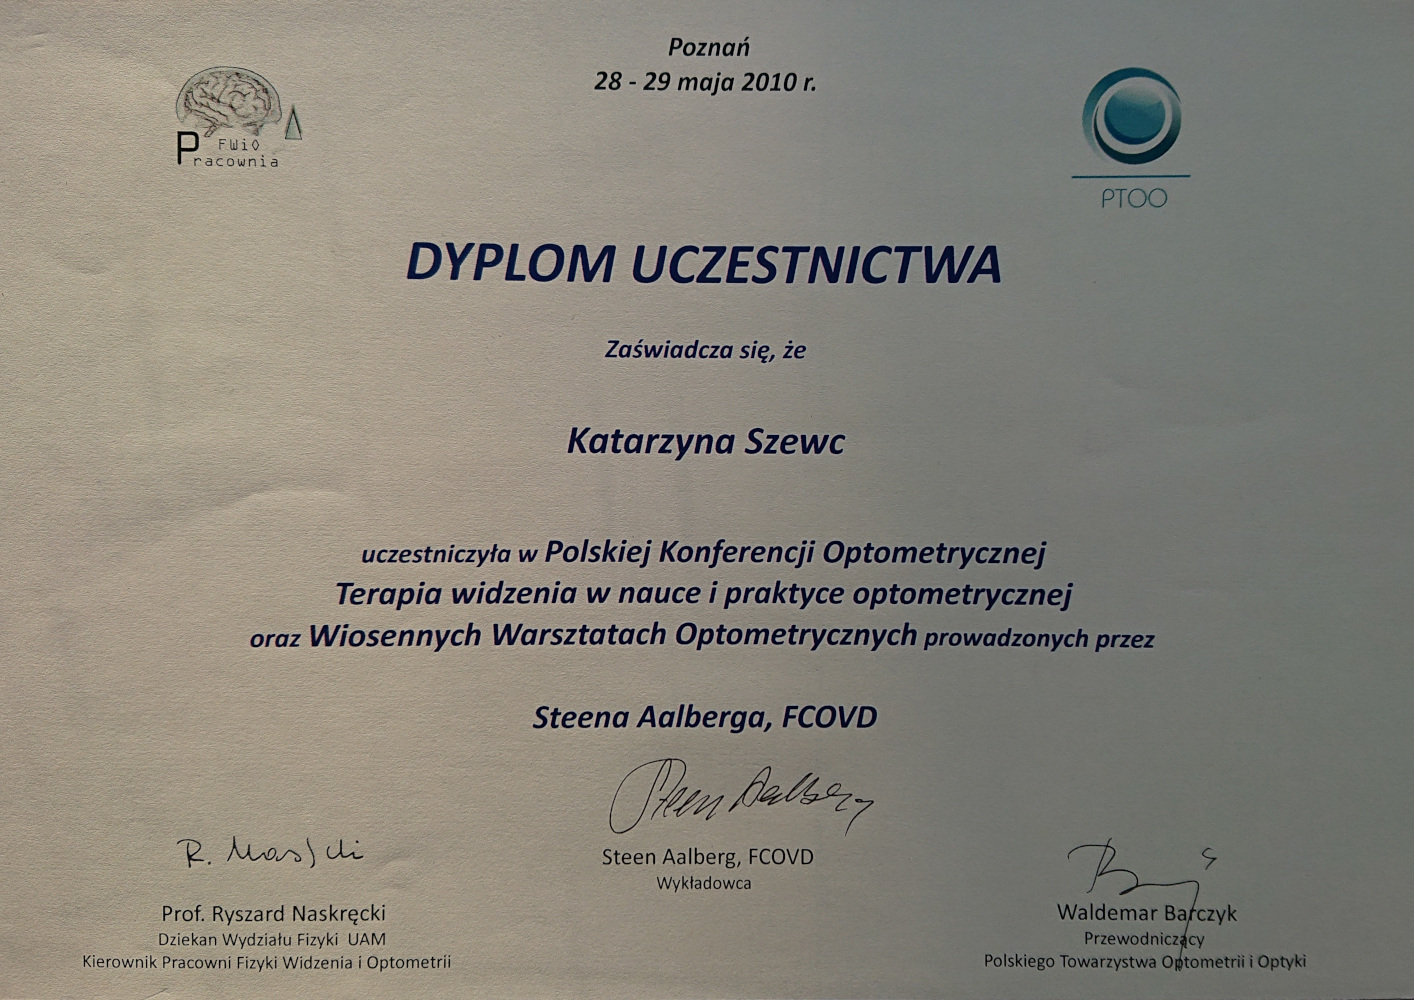 Poznań
28 - 29 maja 2010 r.
FWiO
Pracownia
PTOO
DYPLOM UCZESTNICTWA
Zaświadcza się, że
Katarzyna Szewc
uczestniczyła w Polskiej Konferencji Optometrycznej
Terapia widzenia w nauce i praktyce optometrycznej
oraz Wiosennych Warsztatach Optometrycznych prowadzonych przez
Steena Aalberga, FCOVD
Steen Aalberg
Steen Aalberg, FCOVD
Wykładowca
Prof. Ryszard Naskręcki
Dziekan Wydziału Fizyki UAM
Kierownik Pracowni Fizyki Widzenia i Optometrii
Waldemar Barczyk
Przewodniczący
Polskiego Towarzystwa Optometrii i Optyki